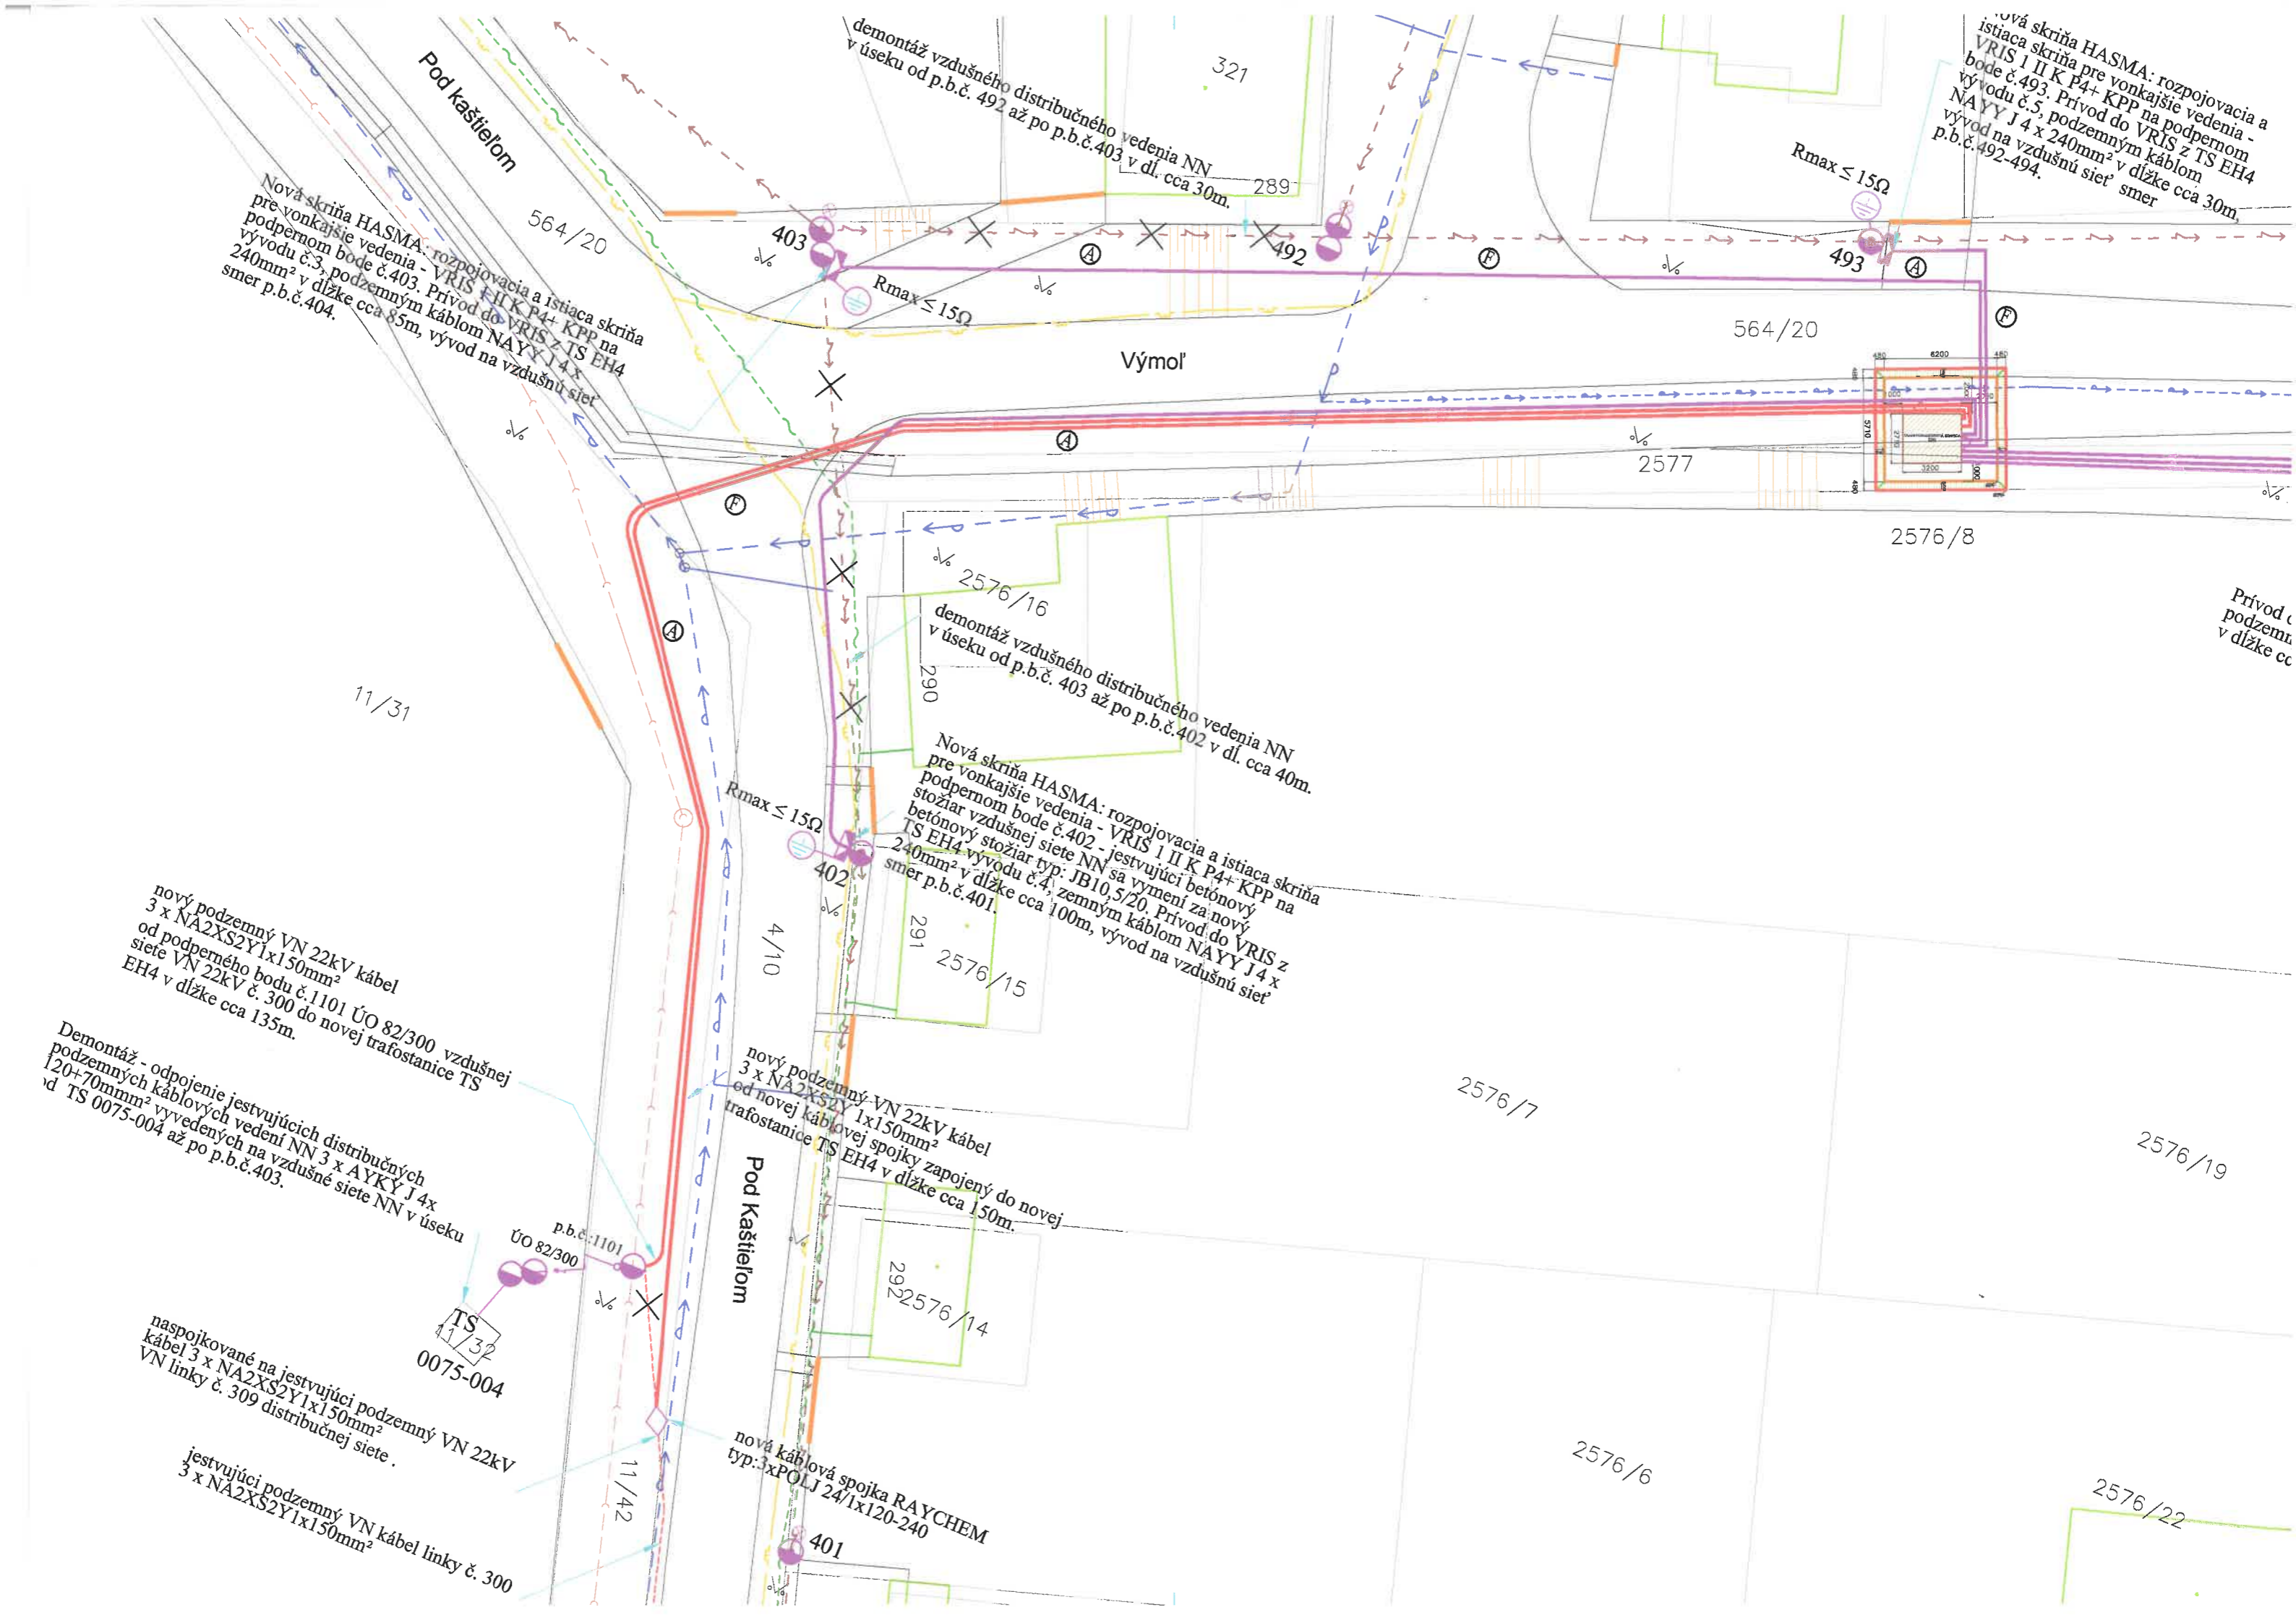 Pod kaštieľom
564/20
demontáž vzdušného distribučného vedenia NN
v úseku od p.b.č. 492 až po p.b.č.403 v dĺ. cca 30m.
321
289
skriňa HASMA: rozpojovacia a
istiaca skriňa pre vonkajšie vedenia -
VRIS 1 II K P4+ KPP na podpernom
bode č.493. Prívod do VRIS z TS EH4
vývodu č.5, podzemným káblom
NAYY J 4 x 240mm² v dĺžke cca 30m,
vývod na vzdušnú sieť smer
p.b.č.492-494.
Rmax ≤ 15Ω
Nová skriňa HASMA: rozpojovacia a istiaca skriňa
pre vonkajšie vedenia - VRIS 1 II K P4+ KPP na
podpernom bode č.403. Prívod do VRIS z TS EH4
vývodu č.3, podzemným káblom NAYY J 4 x
240mm² v dĺžke cca 85m, vývod na vzdušnú sieť
smer p.b.č.404.
403
492
493
A
F
A
Rmax ≤ 15Ω
F
564/20
Výmoľ
480 6200 480
480
5710
3200
480
A
2577
F
2576/8
2576/16
A
290
demontáž vzdušného distribučného vedenia NN
v úseku od p.b.č. 403 až po p.b.č.402 v dĺ. cca 40m.
Prívod
podzem
v dĺžke
11/31
Nová skriňa HASMA: rozpojovacia a istiaca skriňa
pre vonkajšie vedenia - VRIS 1 II K P4+ KPP na
podpernom bode č.402 - jestvujúci betónový
stožiar vzdušnej siete NN sa vymení za nový
betónový stožiar typ: JB10,5/20. Prívod do VRIS z
TS EH4 vývodu č.4, zemným káblom NAYY J 4 x
240mm² v dĺžke cca 100m, vývod na vzdušnú sieť
smer p.b.č.401.
Rmax ≤ 15Ω
402
4/10
291
2576/15
nový podzemný VN 22kV kábel
3 x NA2XS2Y1x150mm²
od podperného bodu č.1101 ÚO 82/300 vzdušnej
siete VN 22kV č. 300 do novej trafostanice TS
EH4 v dĺžke cca 135m.
Demontáž - odpojenie jestvujúcich distribučných
podzemných káblových vedení NN 3 x AYKY J 4x
120+70mmm² vyvedených na vzdušné siete NN v úseku
TS 0075-004 až po p.b.č.403.
nový podzemný VN 22kV kábel
3 x NA2XS2Y 1x150mm²
od novej káblovej spojky zapojený do novej
trafostanice TS EH4 v dĺžke cca 150m.
2576/7
2576/19
Pod Kaštieľom
p.b.č.:1101
ÚO 82/300
292
2576/14
TS
11/32
0075-004
naspojkované na jestvujúci podzemný VN 22kV
kábel 3 x NA2XS2Y1x150mm²
VN linky č. 309 distribučnej siete .
jestvujúci podzemný VN kábel linky č. 300
3 x NA2XS2Y1x150mm²
11/42
nová káblová spojka RAYCHEM
typ:3xPOLJ 24/1x120-240
401
2576/6
2576/22